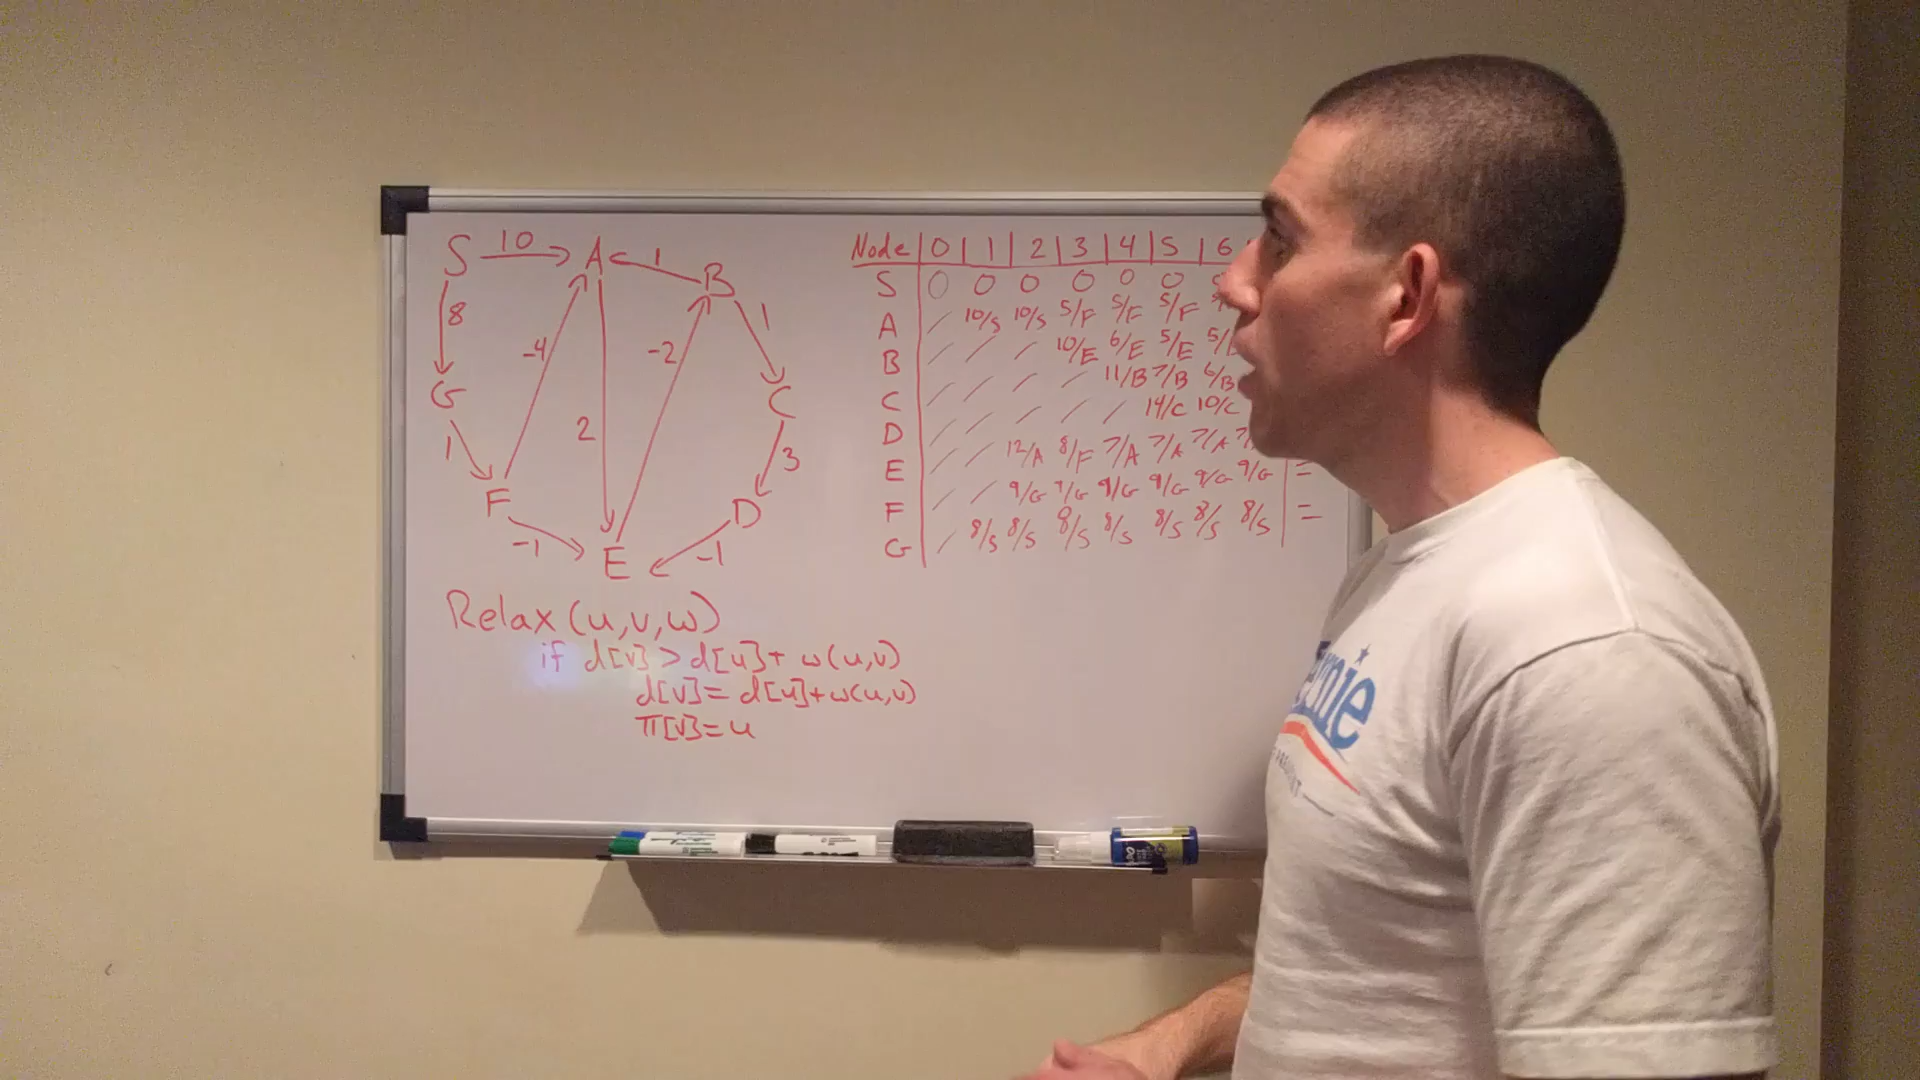 S 10 A 1 B
8 -4 -2 1
G 2 C
1 3
F -1 E -1 D
Relax (u,v,w)
if d[v] > d[u] + w(u,v)
d[v] = d[u] + w(u,v)
π[v] = u
Node 0 1 2 3 4 5 6
S 0 0 0 0 0 0
A / 10/S 10/S 5/F 5/F 5/F
B / / / 10/E 6/E 5/E
C / / / / 11/B 7/B 6/B
D / / / / / 14/C 10/C
E / / 12/A 8/F 7/A 7/A 7/A
F / / 9/G 9/G 9/G 9/G 9/G 9/G =
G / 8/S 8/S 8/S 8/S 8/S 8/S 8/S =
EXPO